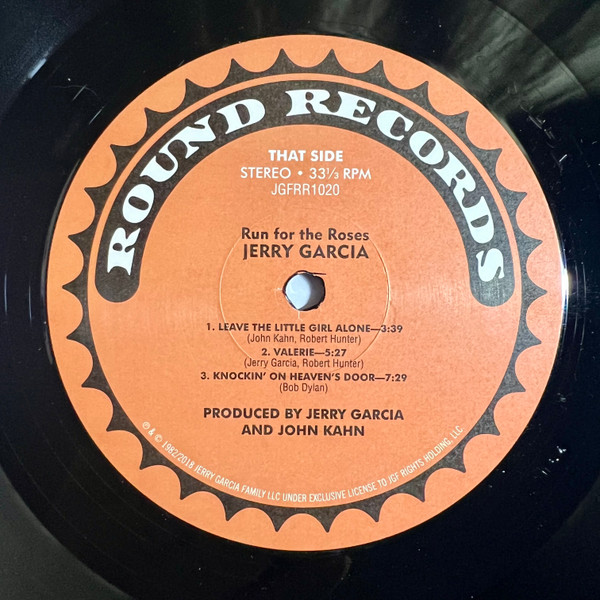 ROUND RECORDS
THAT SIDE
STEREO • 33⅓ RPM
JGFRR1020
Run for the Roses
JERRY GARCIA
1. LEAVE THE LITTLE GIRL ALONE—3:39
(John Kahn, Robert Hunter)
2. VALERIE—5:27
(Jerry Garcia, Robert Hunter)
3. KNOCKIN' ON HEAVEN'S DOOR—7:29
(Bob Dylan)
PRODUCED BY JERRY GARCIA
AND JOHN KAHN
℗ & © 1982/2018 JERRY GARCIA FAMILY LLC UNDER EXCLUSIVE LICENSE TO JGF RIGHTS HOLDING, LLC